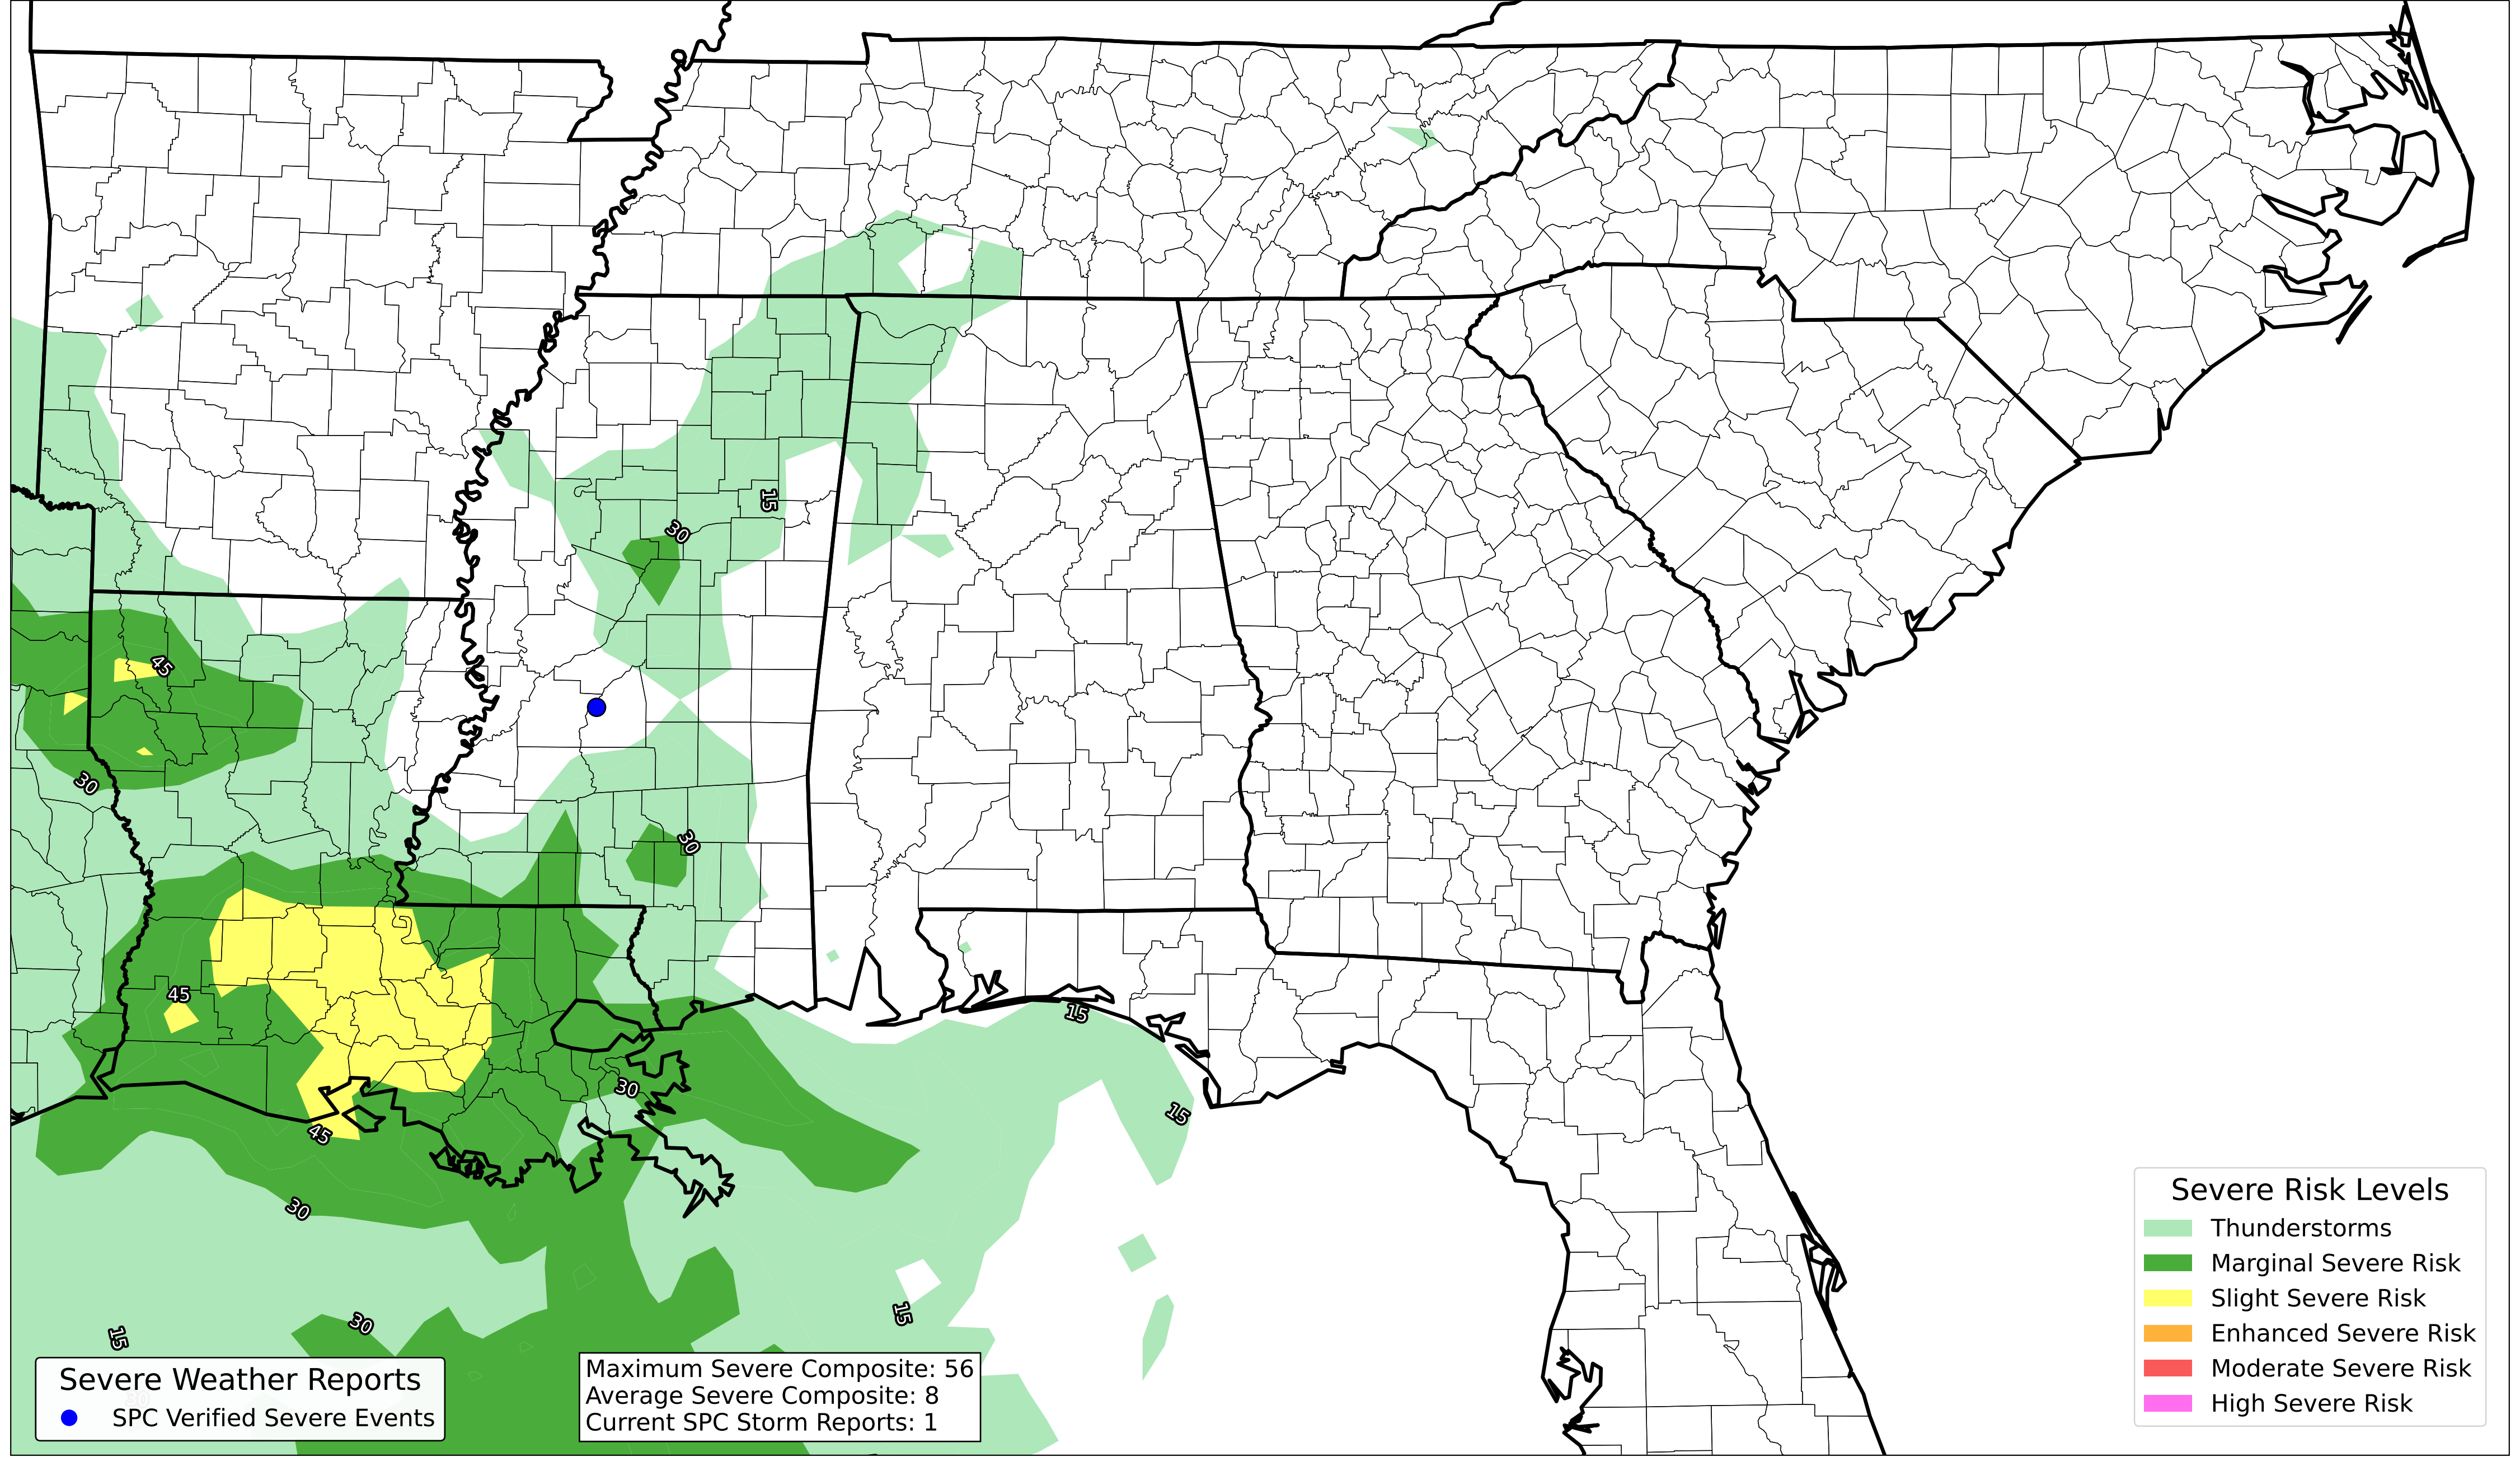 15
30
45
30
30
45
15
30
15
45
30
30
15
15
Severe Weather Reports
SPC Verified Severe Events
Maximum Severe Composite: 56
Average Severe Composite: 8
Current SPC Storm Reports: 1
Severe Risk Levels
Thunderstorms
Marginal Severe Risk
Slight Severe Risk
Enhanced Severe Risk
Moderate Severe Risk
High Severe Risk